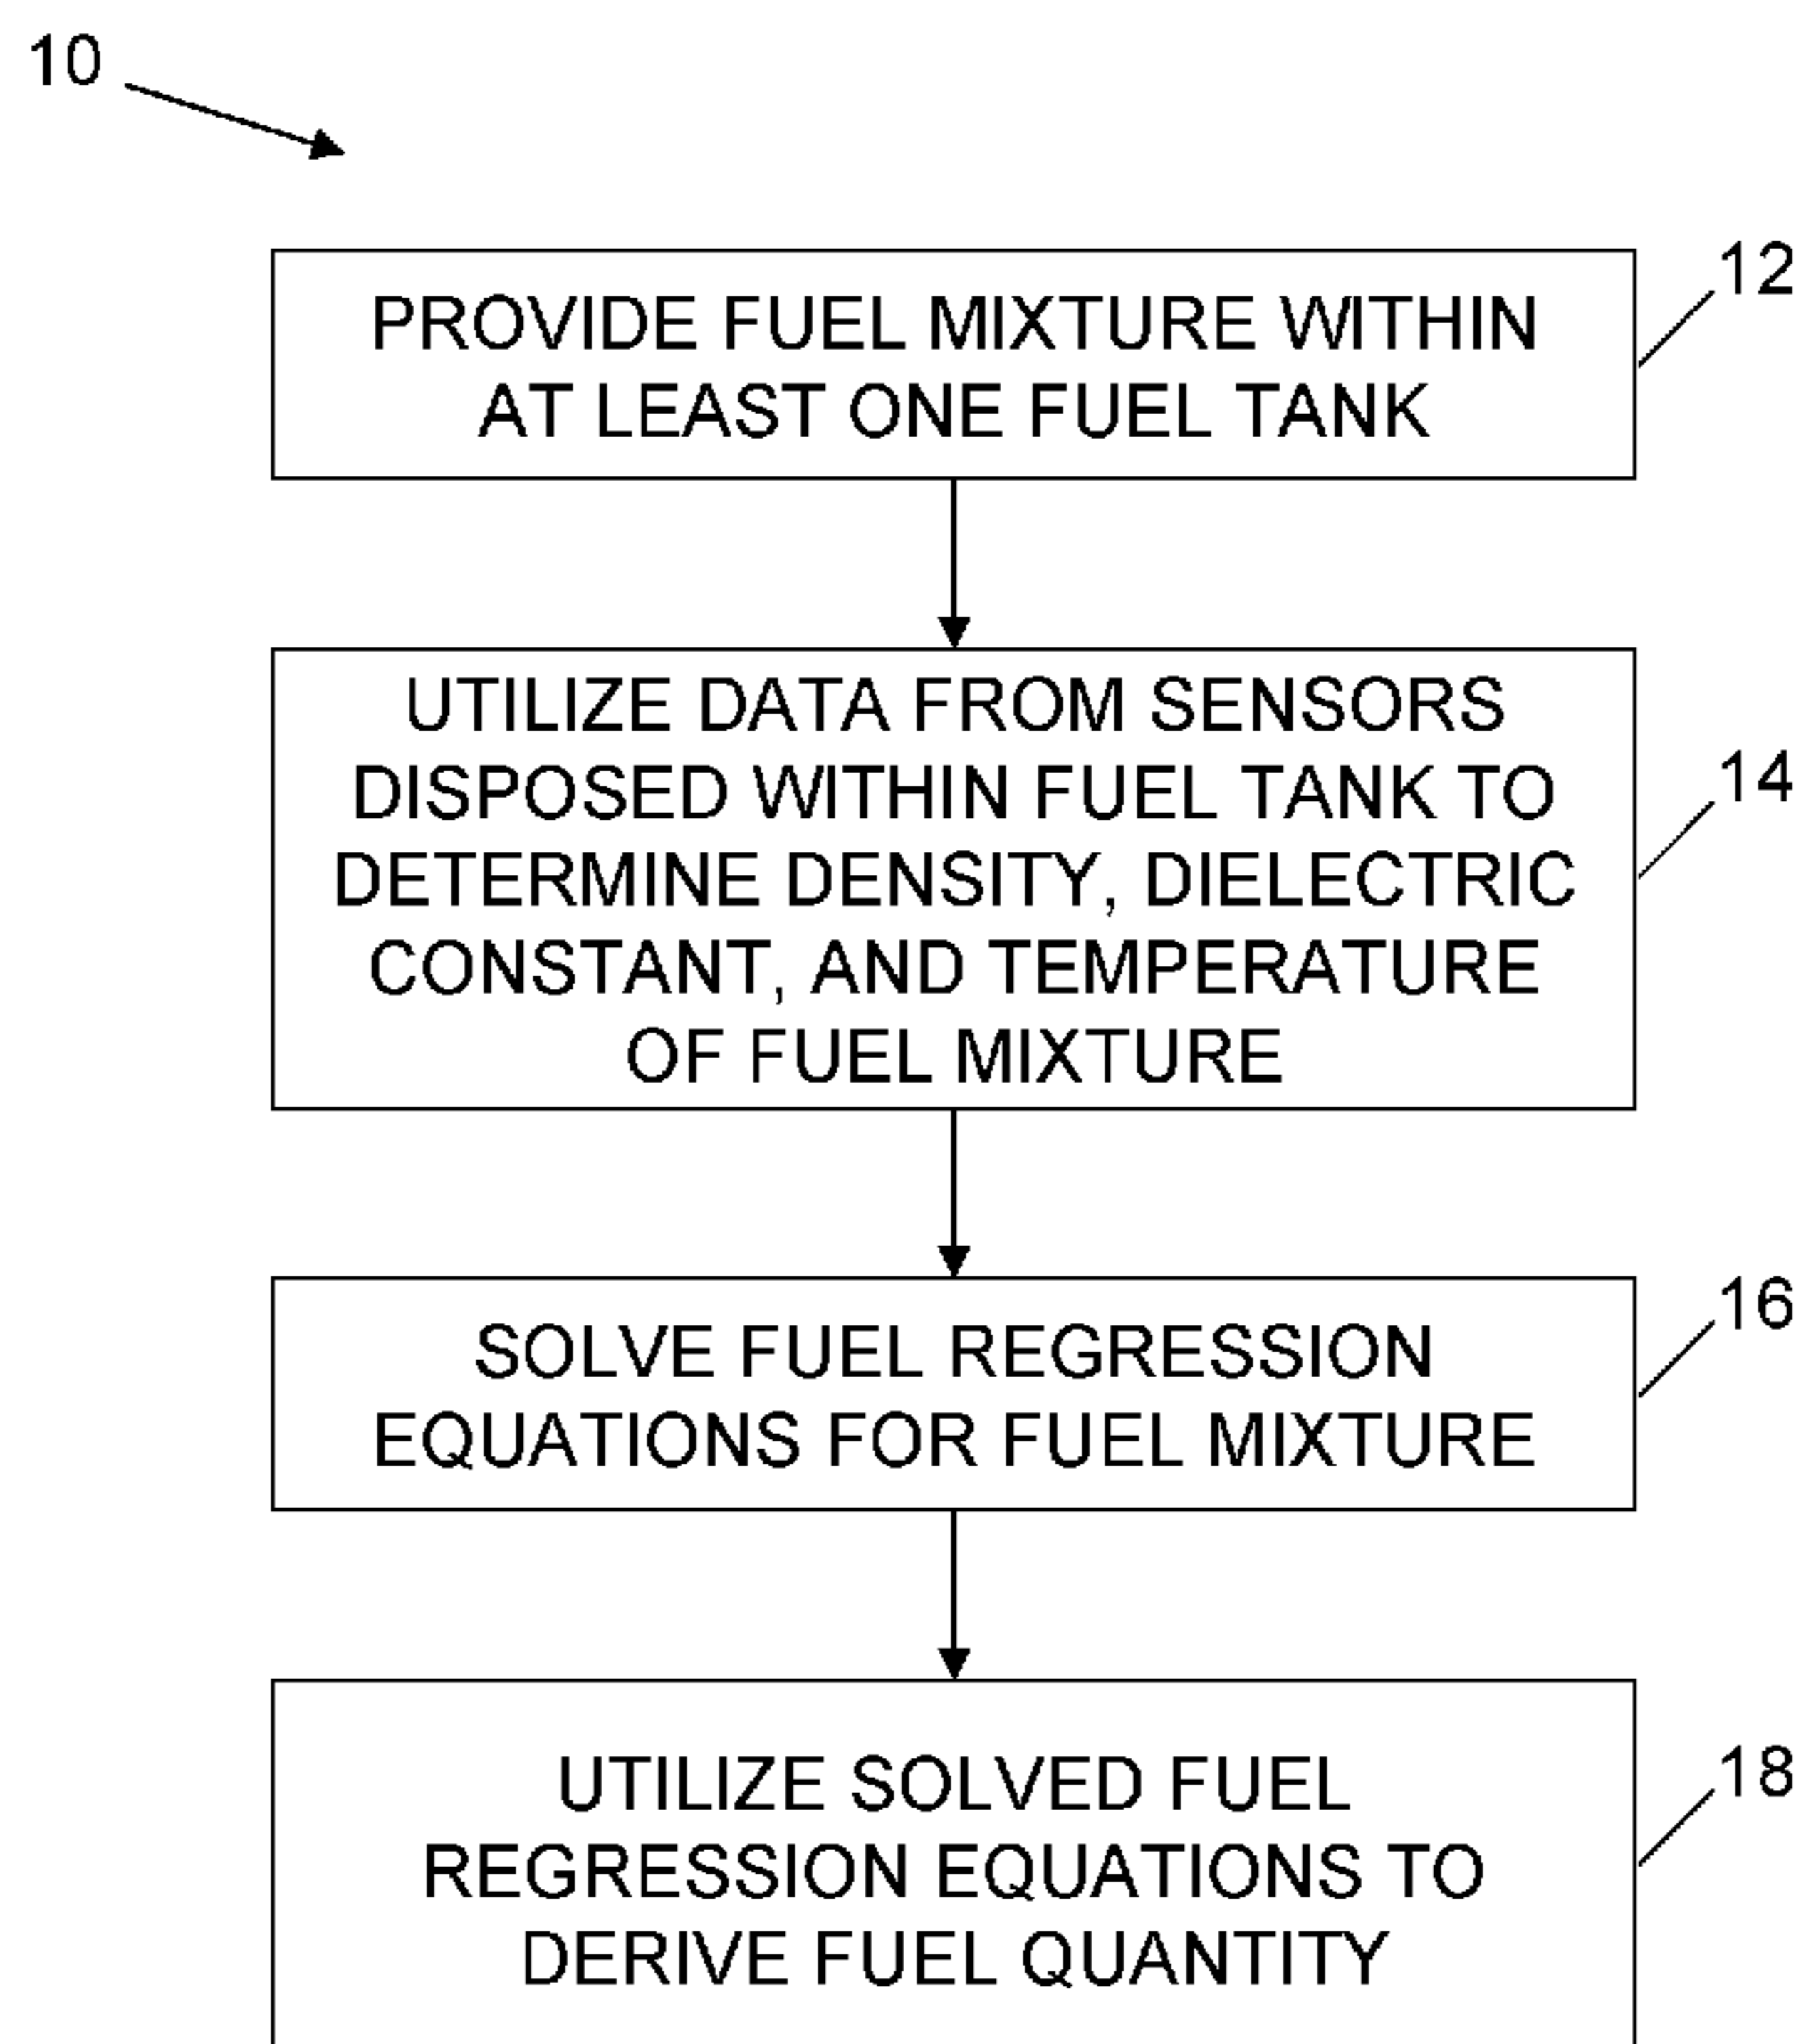 10
12
PROVIDE FUEL MIXTURE WITHIN
AT LEAST ONE FUEL TANK
14
UTILIZE DATA FROM SENSORS
DISPOSED WITHIN FUEL TANK TO
DETERMINE DENSITY, DIELECTRIC
CONSTANT, AND TEMPERATURE
OF FUEL MIXTURE
16
SOLVE FUEL REGRESSION
EQUATIONS FOR FUEL MIXTURE
18
UTILIZE SOLVED FUEL
REGRESSION EQUATIONS TO
DERIVE FUEL QUANTITY